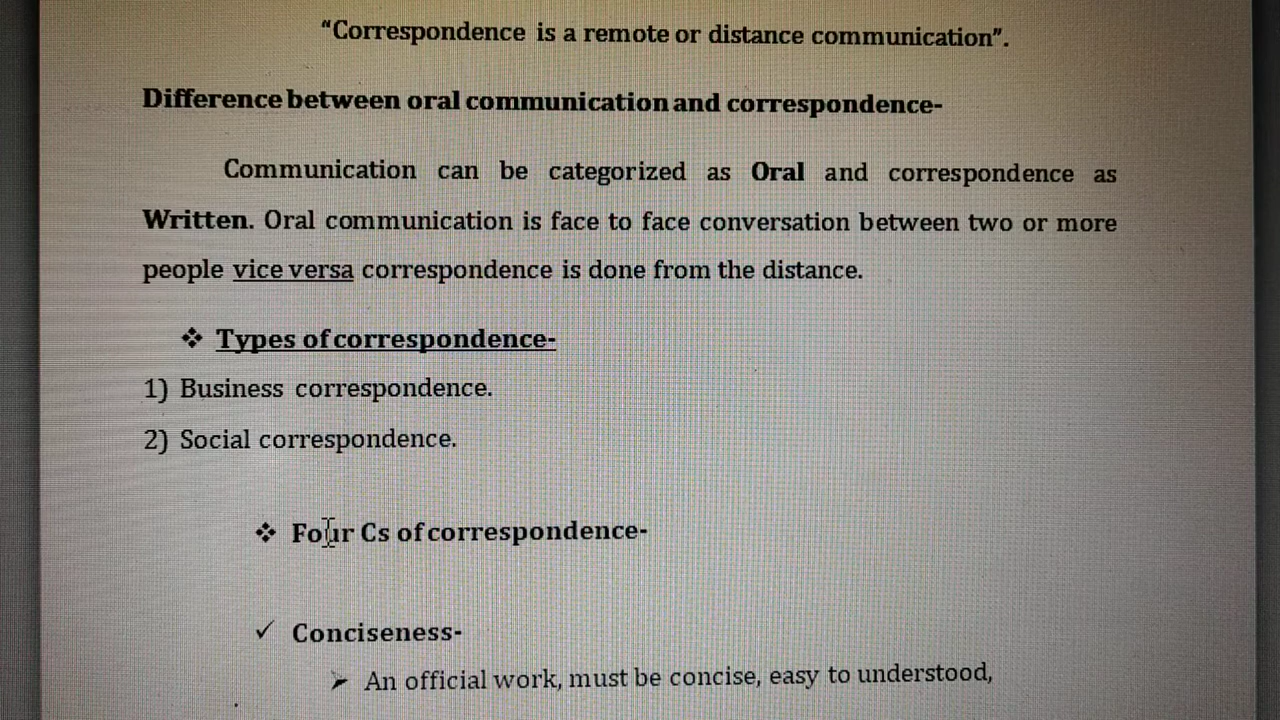 “Correspondence is a remote or distance communication”.
Difference between oral communication and correspondence-
Communication can be categorized as Oral and correspondence as
Written. Oral communication is face to face conversation between two or more
people vice versa correspondence is done from the distance.
❖ Types of correspondence-
1) Business correspondence.
2) Social correspondence.
❖ Four Cs of correspondence-
✓ Conciseness-
➢ An official work, must be concise, easy to understood,